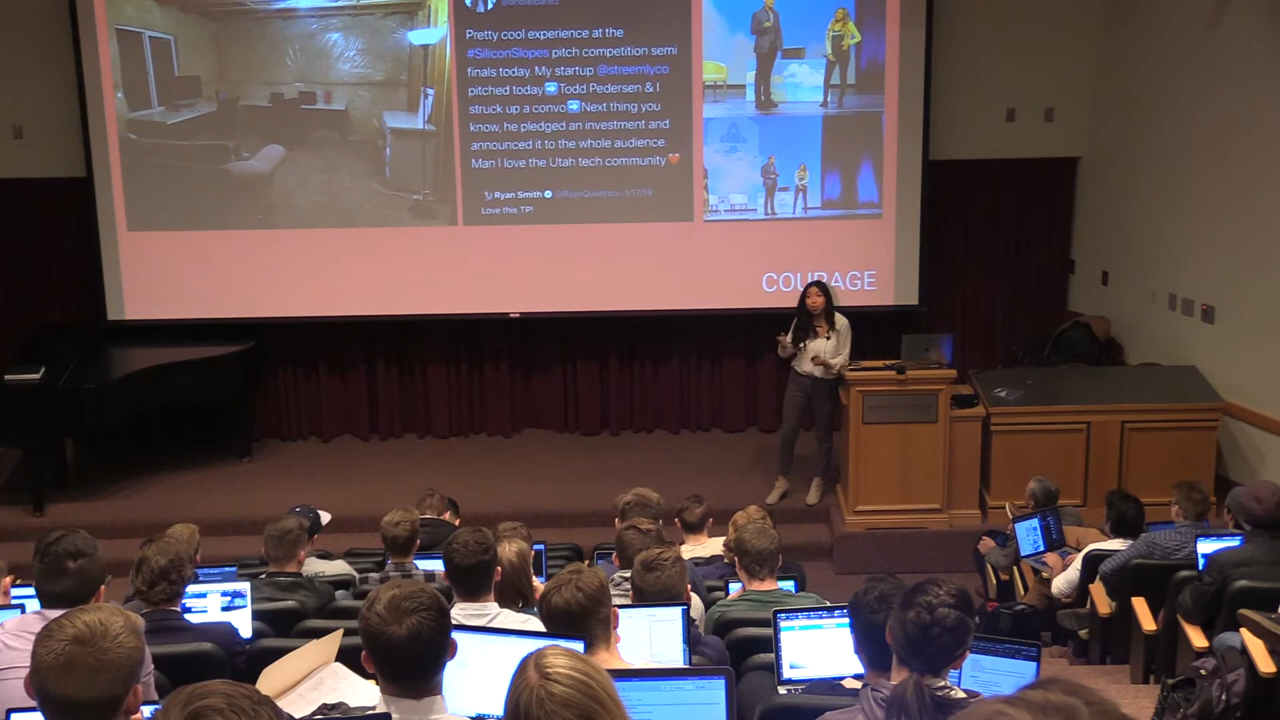 @andieibanez
Pretty cool experience at the
#SiliconSlopes pitch competition semi
finals today. My startup @streemlyco
pitched today➡️Todd Pedersen & I
struck up a convo➡️Next thing you
know, he pledged an investment and
announced it to the whole audience.
Man I love the Utah tech community🧡
Ryan Smith @RyanQualtrics · 1/17/19
Love this TP!
COURAGE